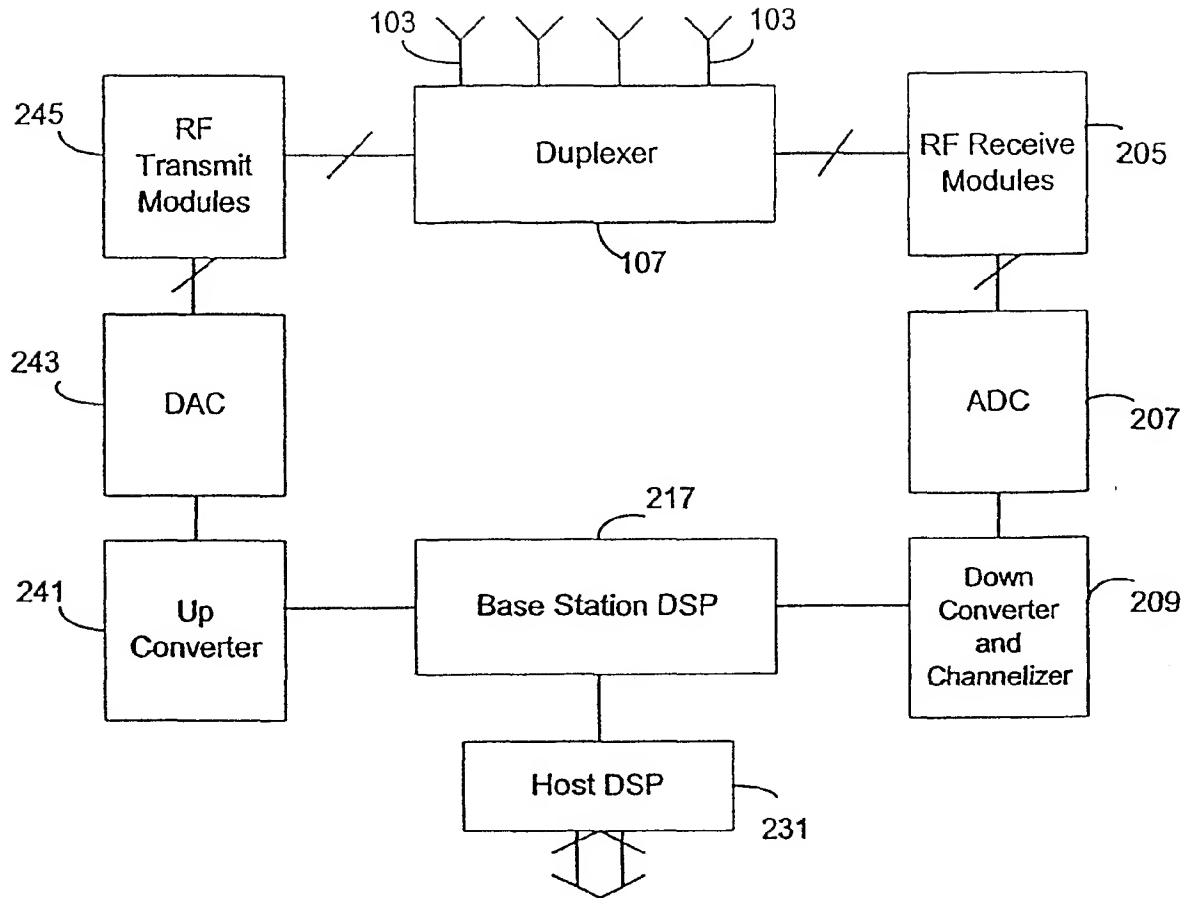 103
103
245
RF
Transmit
Modules
Duplexer
RF Receive
Modules
205
107
243
DAC
ADC
207
217
241
Up
Converter
Base Station DSP
Down
Converter
and
Channelizer
209
Host DSP
231